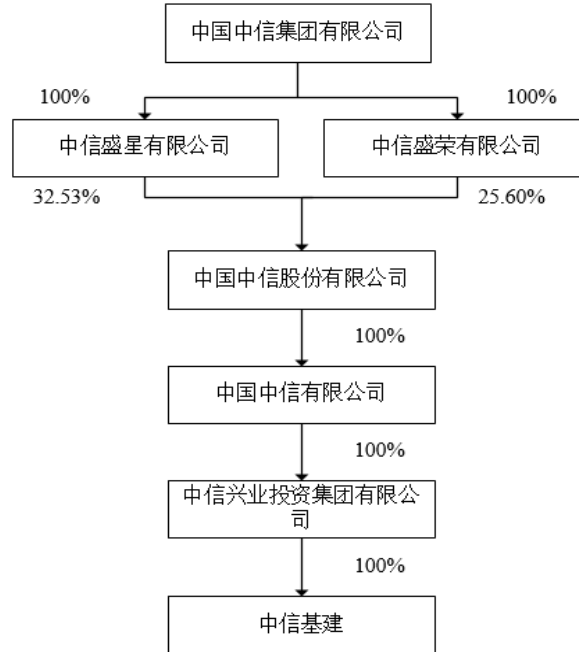 中国中信集团有限公司
100%
100%
中信盛星有限公司
中信盛荣有限公司
32.53%
25.60%
中国中信股份有限公司
100%
中国中信有限公司
100%
中信兴业投资集团有限公
司
100%
中信基建